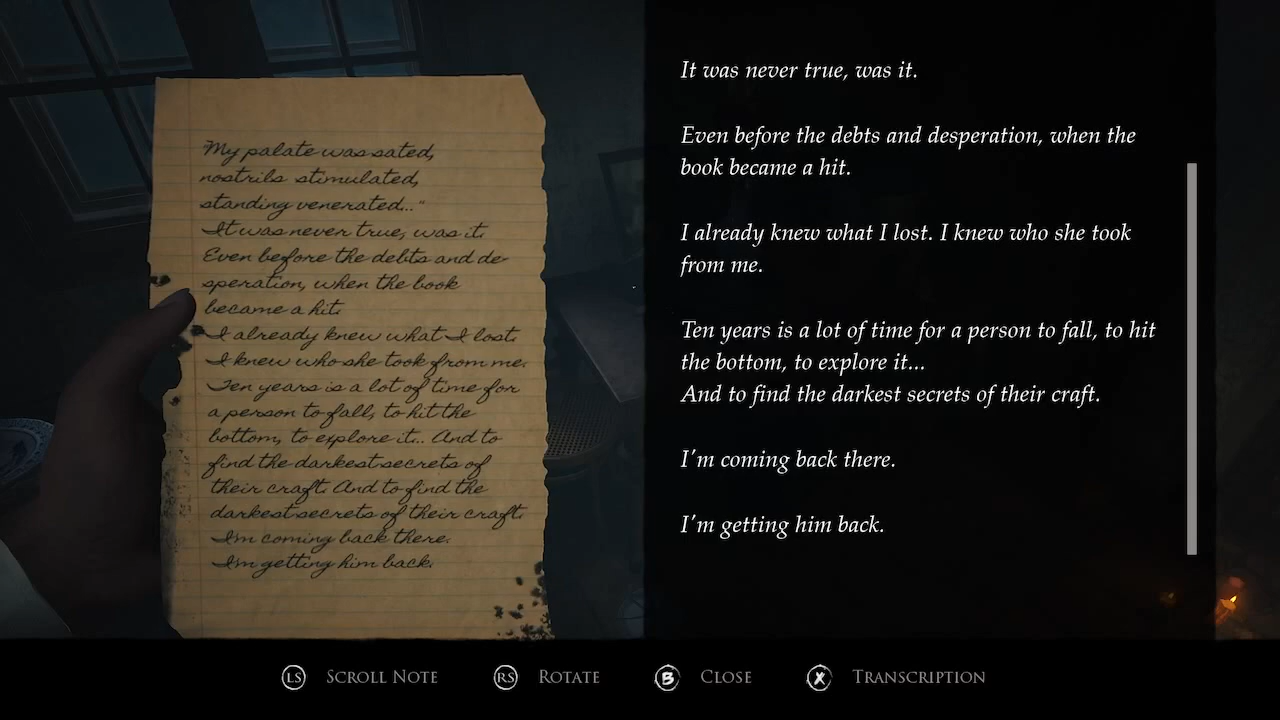 My palate was sated,
nostrils stimulated,
standing venerated..."
It was never true, was it.
Even before the debts and de-
speration, when the book
became a hit.
I already knew what I lost.
I knew who she took from me.
Ten years is a lot of time for
a person to fall, to hit the
bottom, to explore it... And to
find the darkest secrets of
their craft. And to find the
darkest secrets of their craft.
I'm coming back there.
I'm getting him back.
It was never true, was it.
Even before the debts and desperation, when the
book became a hit.
I already knew what I lost. I knew who she took
from me.
Ten years is a lot of time for a person to fall, to hit
the bottom, to explore it...
And to find the darkest secrets of their craft.
I'm coming back there.
I'm getting him back.
LS SCROLL NOTE RS ROTATE B CLOSE X TRANSCRIPTION